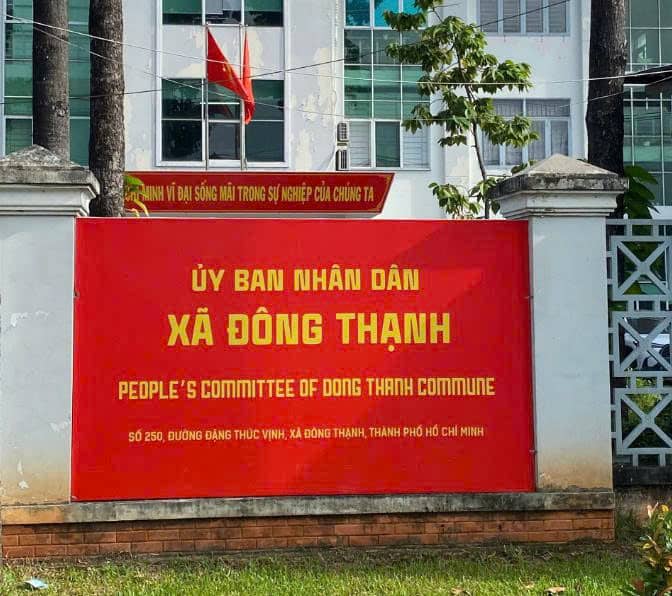 MINH VĨ ĐẠI SỐNG MÃI TRONG SỰ NGHIỆP CỦA CHÚNG TA
ỦY BAN NHÂN DÂN
XÃ ĐÔNG THẠNH
PEOPLE'S COMMITTEE OF DONG THANH COMMUNE
SỐ 250, ĐƯỜNG ĐẶNG THÚC VỊNH, XÃ ĐÔNG THẠNH, THÀNH PHỐ HỒ CHÍ MINH